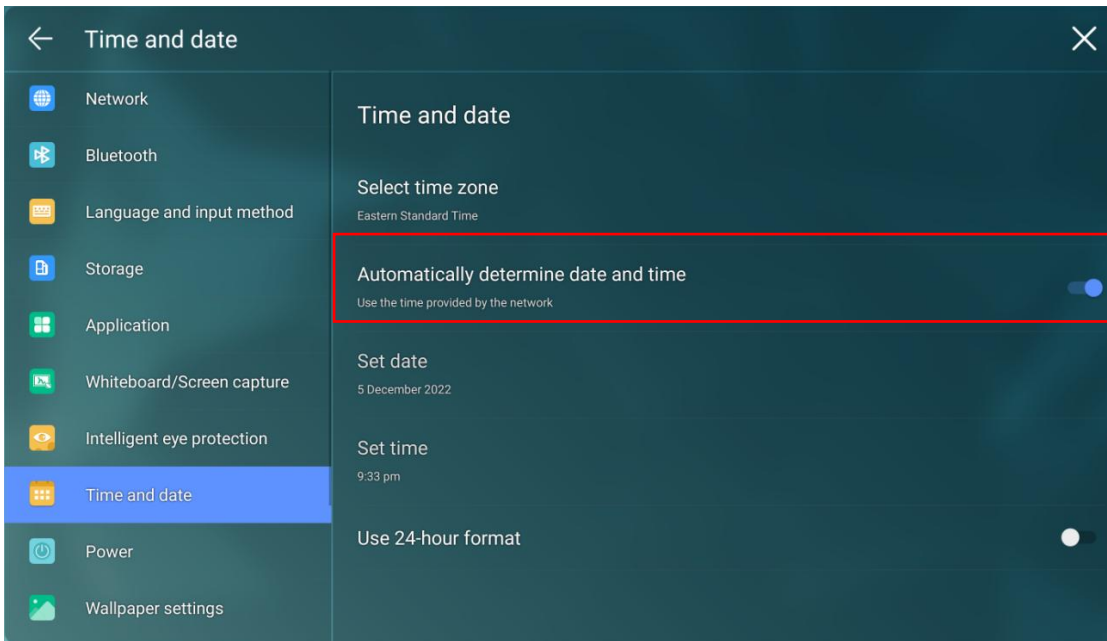 Time and date
Network
Bluetooth
Language and input method
Storage
Application
Whiteboard/Screen capture
Intelligent eye protection
Time and date
Power
Wallpaper settings
Time and date
Select time zone
Eastern Standard Time
Automatically determine date and time
Use the time provided by the network
Set date
5 December 2022
Set time
9:33 pm
Use 24-hour format